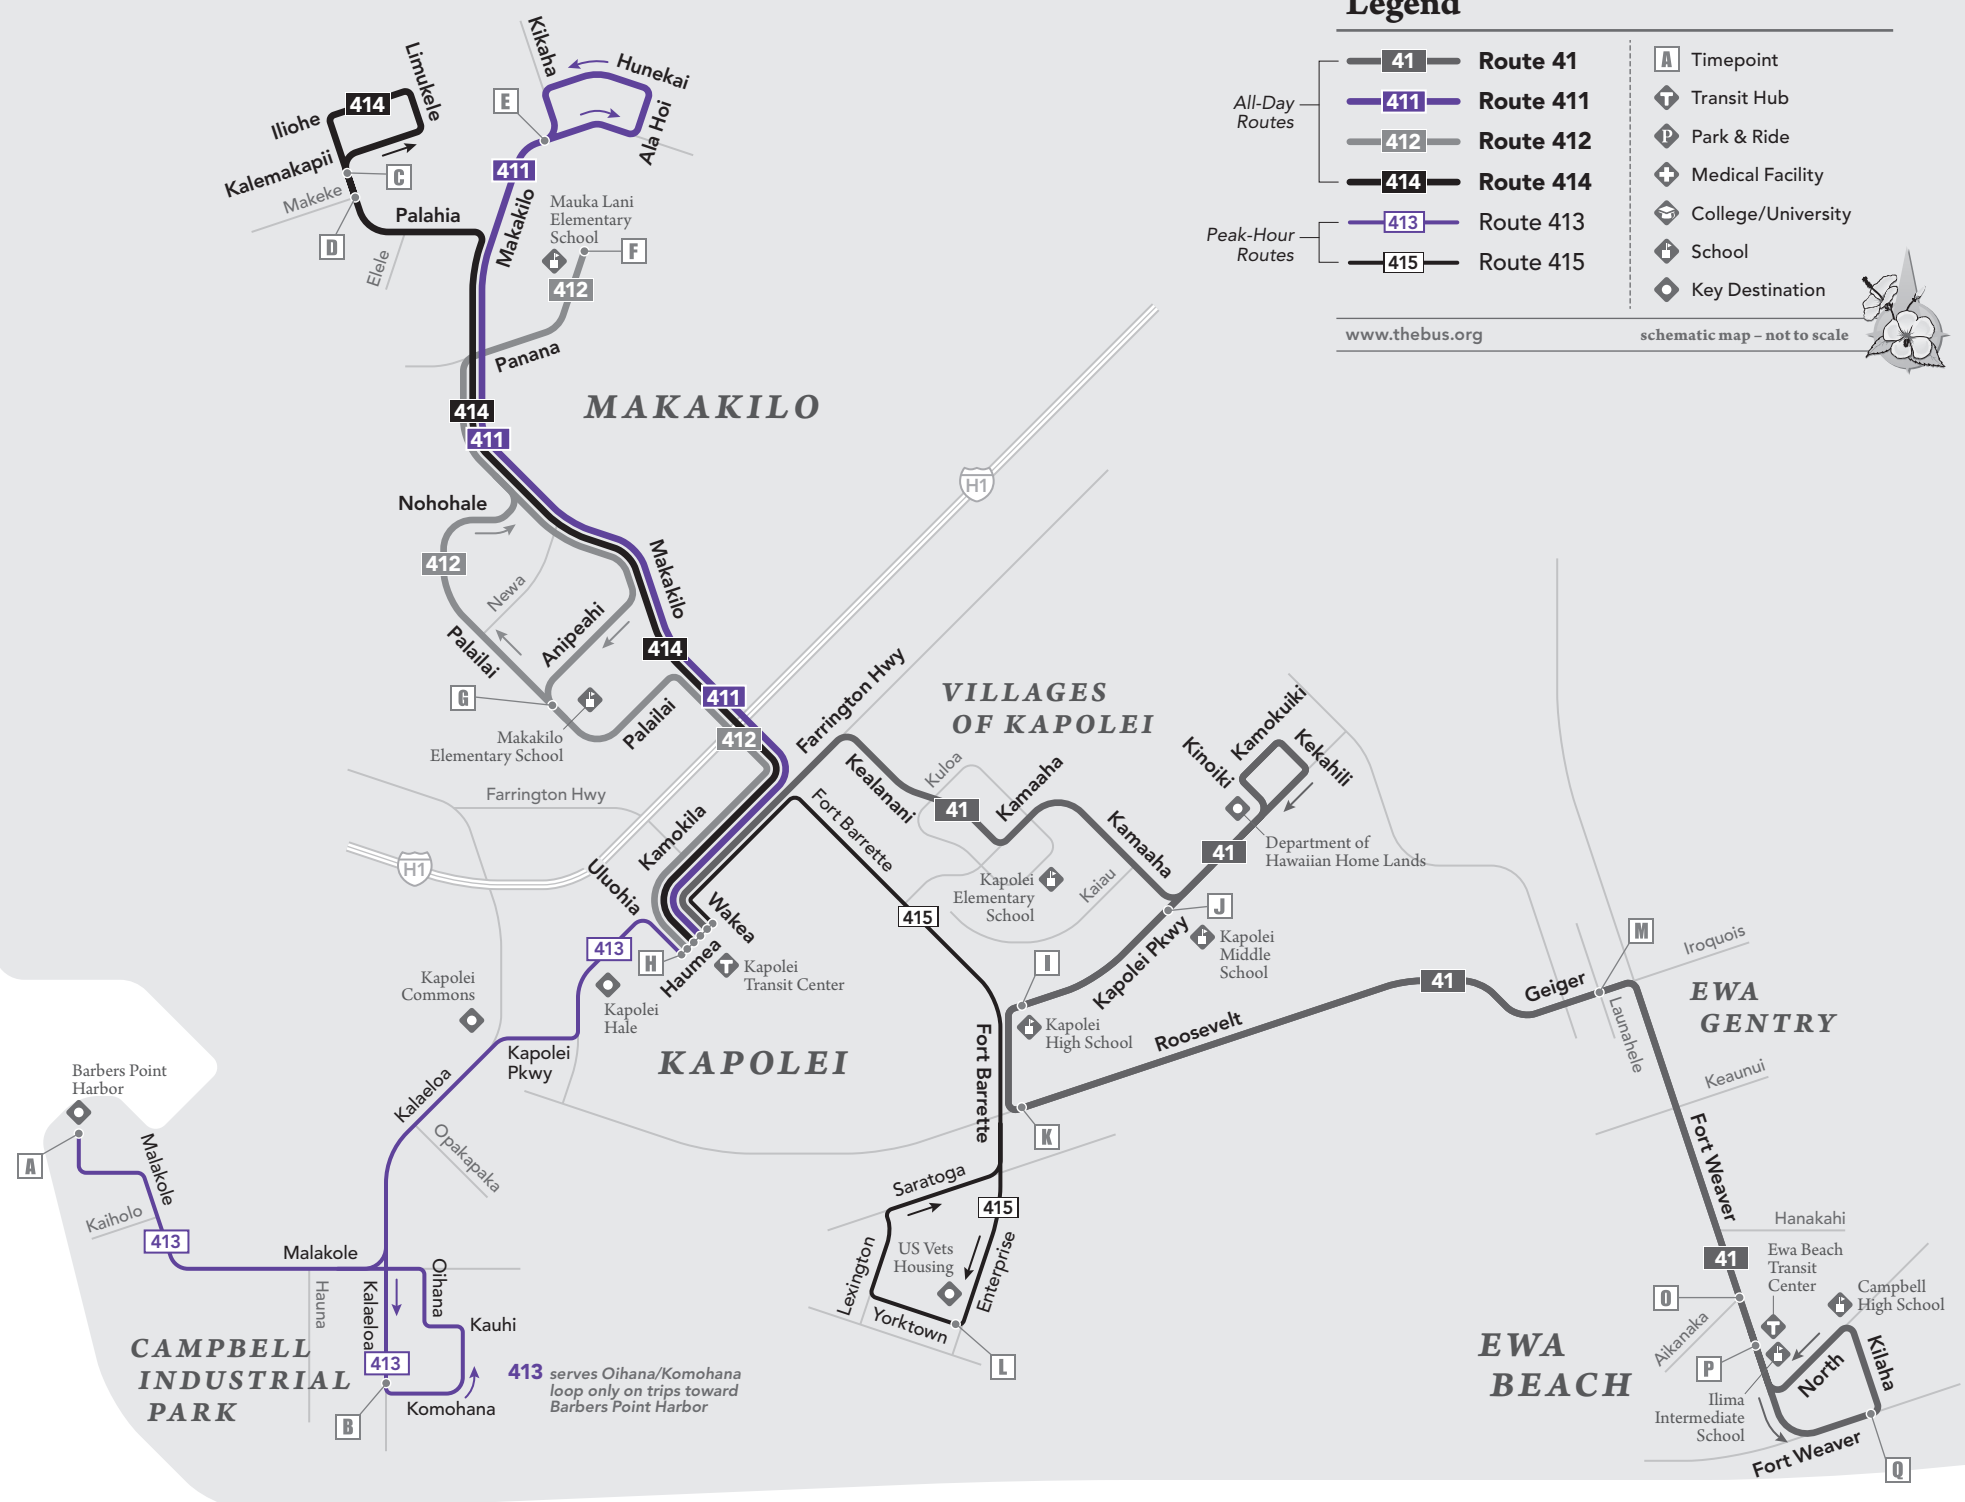 Legend
All-Day
Routes
41
Route 41
411
Route 411
412
Route 412
414
Route 414
Peak-Hour
Routes
413
Route 413
415
Route 415
A
Timepoint
Transit Hub
P
Park & Ride
Medical Facility
College/University
School
Key Destination
www.thebus.org
schematic map – not to scale
Kikaha
Hunekai
Ala Hoi
E
411
Makakilo
Limukele
414
Iliohe
Kalemakapii
C
Makeke
D
Palahia
Elele
Mauka Lani
Elementary
School
F
412
Panana
MAKAKILO
414
411
H1
Nohohale
412
Newa
Anipeahi
Palailai
Makakilo
414
G
Makakilo
Elementary School
Palailai
411
412
Farrington Hwy
Farrington Hwy
Kamokila
H1
Uluohia
Wakea
Haumea
H
413
Kapolei
Transit Center
Kapolei
Hale
Kapolei
Commons
KAPOLEI
Kapolei
Pkwy
Kalaeloa
Opakapaka
VILLAGES
OF KAPOLEI
Kuloa
Kealanani
41
Kamaaha
Kamaaha
Fort Barrette
415
Kapolei
Elementary
School
Kaiau
Kinoiki
Kamokuiki
Kekahili
41
Department of
Hawaiian Home Lands
J
Kapolei
Middle
School
Kapolei Pkwy
I
Kapolei
High School
Fort Barrette
K
Roosevelt
41
Geiger
M
Iroquois
Launahele
EWA
GENTRY
Keaunui
Fort Weaver
Hanakahi
41
Ewa Beach
Transit
Center
Campbell
High School
O
Aikanaka
P
North
Kilaha
Ilima
Intermediate
School
Fort Weaver
Q
EWA
BEACH
Saratoga
415
US Vets
Housing
Lexington
Enterprise
Yorktown
L
Barbers Point
Harbor
A
Malakole
Kaiholo
413
Malakole
Hauna
Kalaeloa
Oihana
Kauhi
413
Komohana
B
CAMPBELL
INDUSTRIAL
PARK
413 serves Oihana/Komohana
loop only on trips toward
Barbers Point Harbor